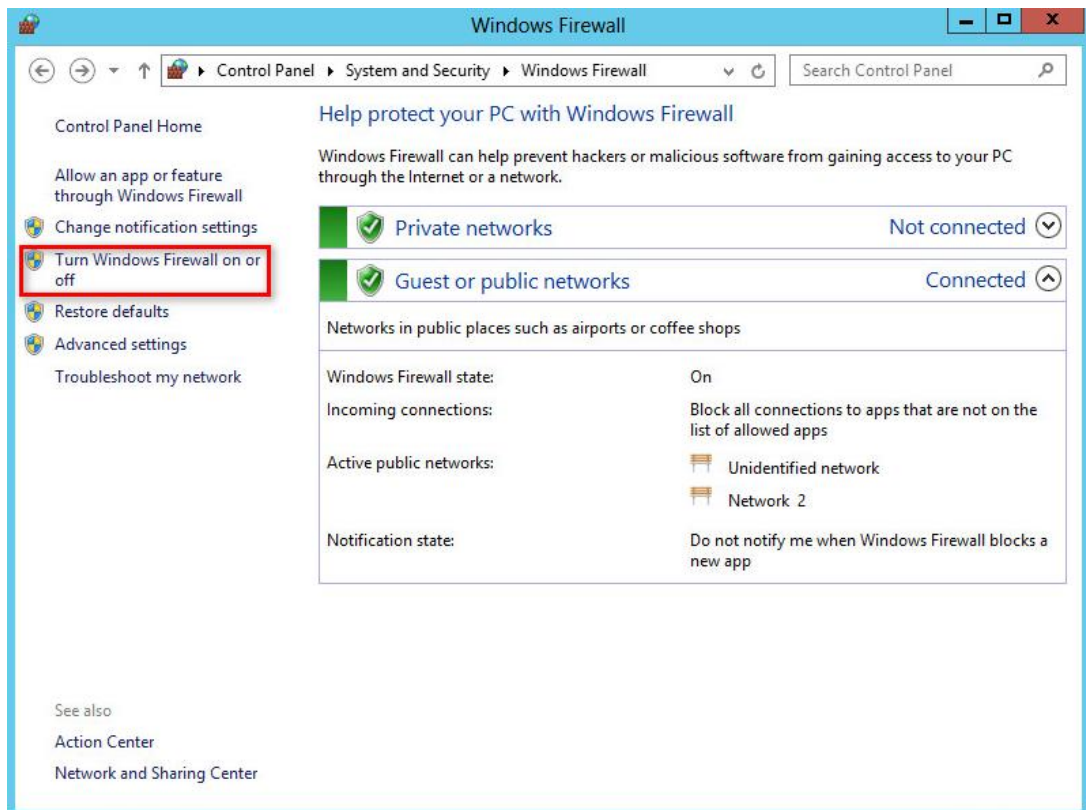 Windows Firewall
Control Panel System and Security Windows Firewall
Search Control Panel
Control Panel Home
Allow an app or feature
through Windows Firewall
Change notification settings
Turn Windows Firewall on or
off
Restore defaults
Advanced settings
Troubleshoot my network
See also
Action Center
Network and Sharing Center
Help protect your PC with Windows Firewall
Windows Firewall can help prevent hackers or malicious software from gaining access to your PC
through the Internet or a network.
Private networks Not connected
Guest or public networks Connected
Networks in public places such as airports or coffee shops
Windows Firewall state: On
Incoming connections: Block all connections to apps that are not on the
list of allowed apps
Active public networks: Unidentified network
Network 2
Notification state: Do not notify me when Windows Firewall blocks a
new app